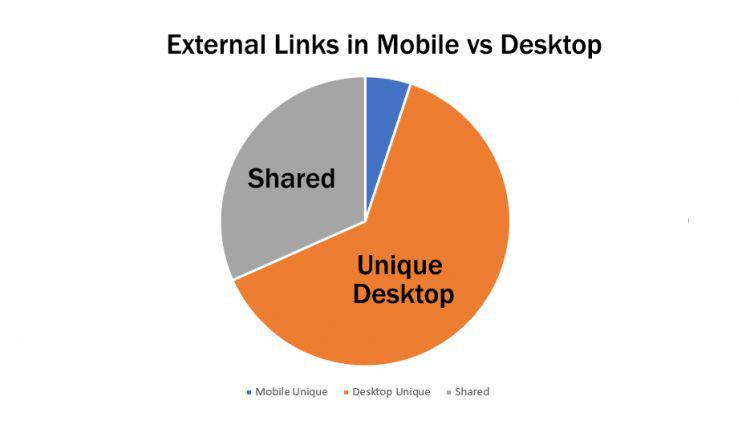 External Links in Mobile vs Desktop
Shared
Unique
Desktop
Mobile Unique Desktop Unique Shared